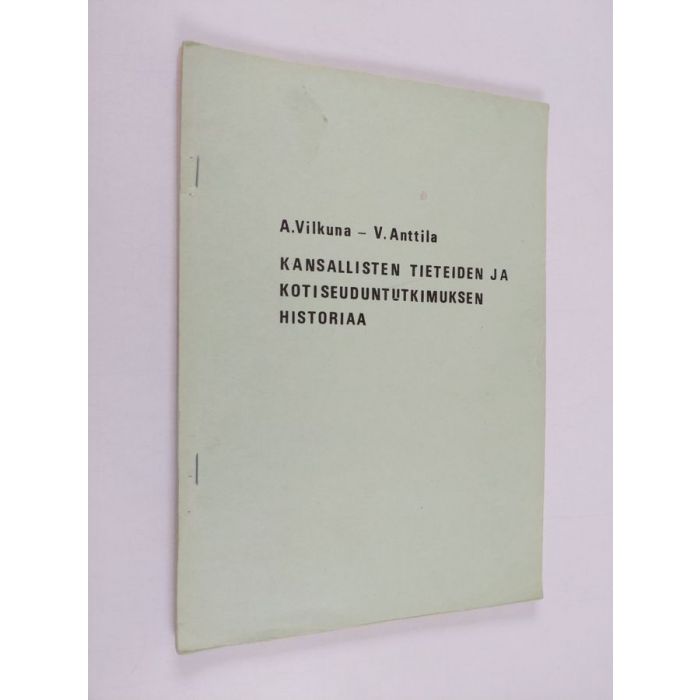 A.Vilkuna – V.Anttila
KANSALLISTEN TIETEIDEN JA
KOTISEUDUNTUTKIMUKSEN
HISTORIAA